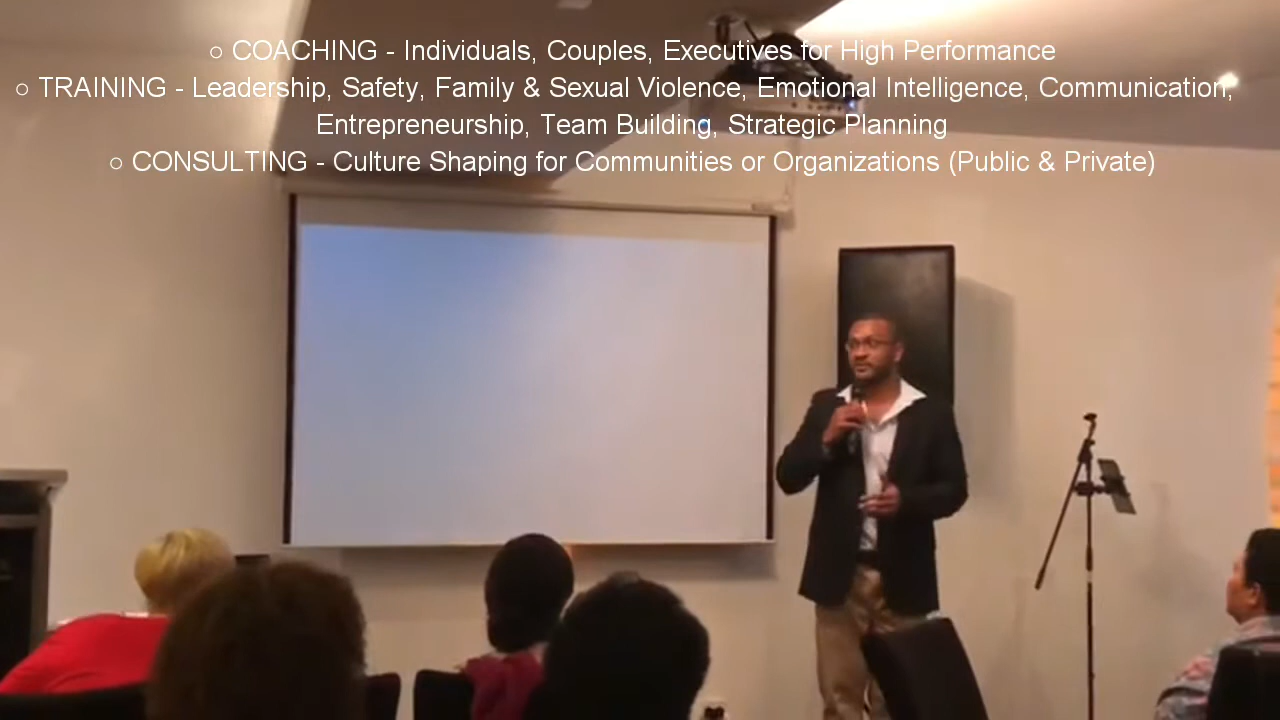 ○ COACHING - Individuals, Couples, Executives for High Performance
○ TRAINING - Leadership, Safety, Family & Sexual Violence, Emotional Intelligence, Communication,
Entrepreneurship, Team Building, Strategic Planning
○ CONSULTING - Culture Shaping for Communities or Organizations (Public & Private)